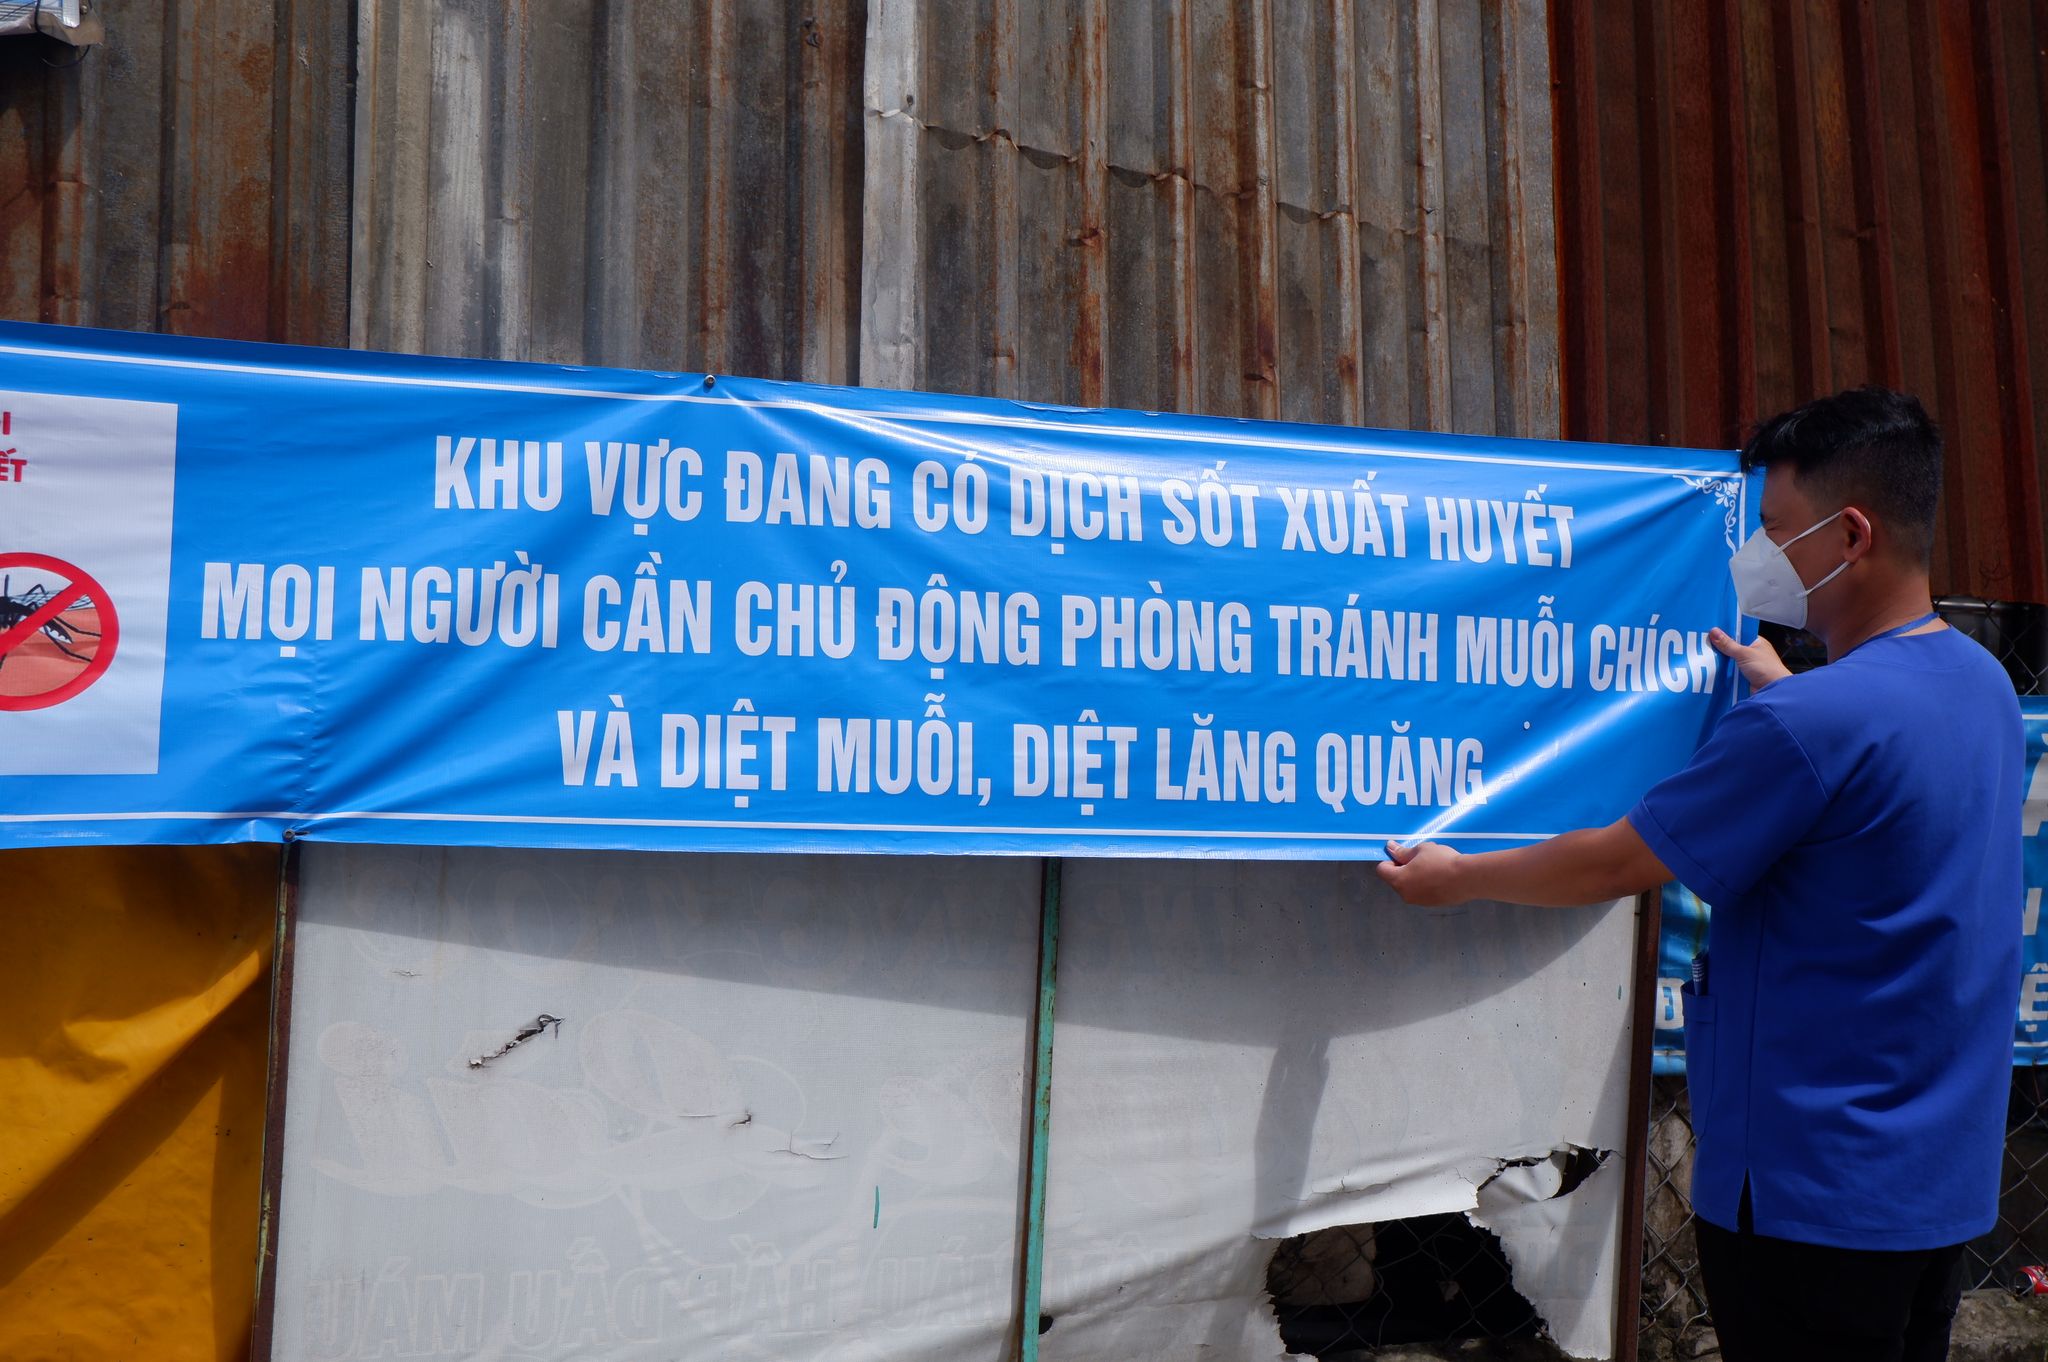 KHU VỰC ĐANG CÓ DỊCH SỐT XUẤT HUYẾT
MỌI NGƯỜI CẦN CHỦ ĐỘNG PHÒNG TRÁNH MUỖI CHÍCH
VÀ DIỆT MUỖI, DIỆT LĂNG QUĂNG